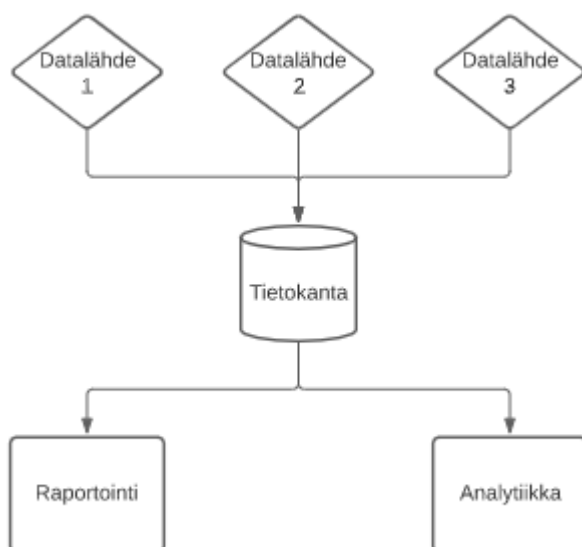 Datalähde
1
Datalähde
2
Datalähde
3
Tietokanta
Raportointi
Analytiikka